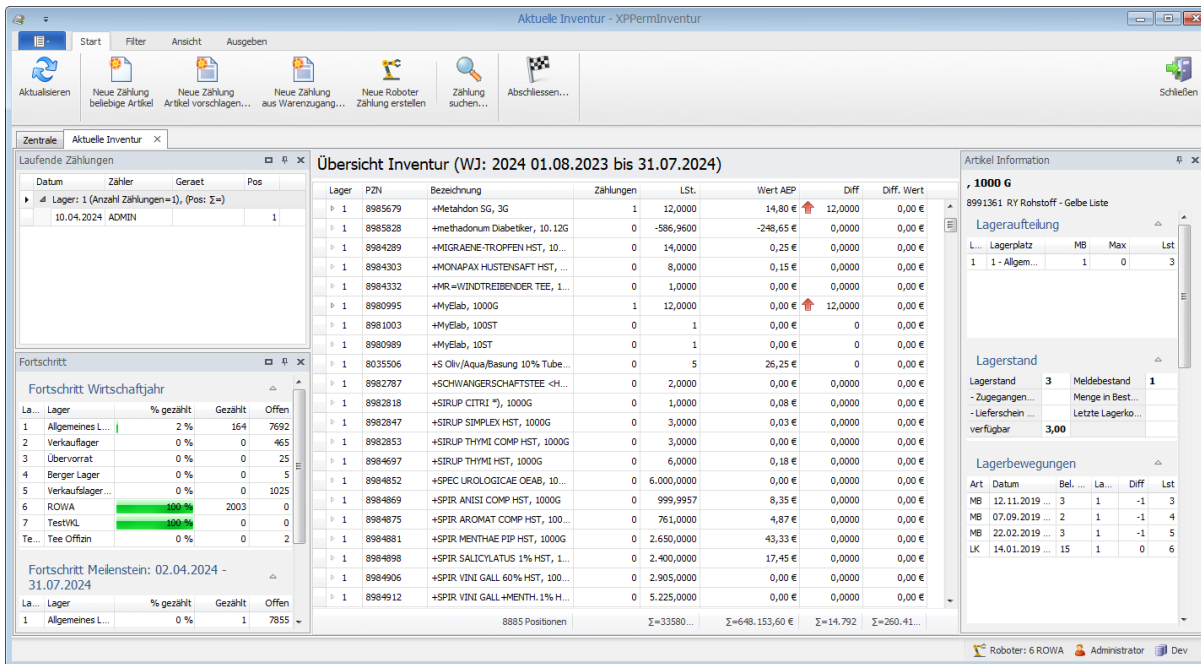 Aktuelle Inventur - XPPermInventur
Start Filter Ansicht Ausgeben
Aktualisieren
Neue Zählung beliebige Artikel
Neue Zählung Artikel vorschlagen...
Neue Zählung aus Warenzugang...
Neue Roboter Zählung erstellen
Zählung suchen...
Abschliessen...
Schließen
Zentrale Aktuelle Inventur
Laufende Zählungen
Datum Zähler Geraet Pos
Lager: 1 (Anzahl Zählungen=1), (Pos: Σ=)
10.04.2024 ADMIN 1
Fortschritt
Fortschritt Wirtschaftjahr
La... Lager % gezählt Gezählt Offen
1 Allgemeines L... 2 % 164 7692
2 Verkauflager 0 % 0 465
3 Übervorrat 0 % 0 25
4 Berger Lager 0 % 0 5
5 Verkaufslager... 0 % 0 1025
6 ROWA 100 % 2003 0
7 TestVKL 100 % 0 0
Te... Tee Offizin 0 % 0 2
Fortschritt Meilenstein: 02.04.2024 -
31.07.2024
La... Lager % gezählt Gezählt Offen
1 Allgemeines L... 0 % 1 7855
Übersicht Inventur (WJ: 2024 01.08.2023 bis 31.07.2024)
Lager PZN Bezeichnung Zählungen LSt. Wert AEP Diff Diff. Wert
1 8985679 +Metahdon SG, 3G 1 12,0000 14,80 € 12,0000 0,00 €
1 8985828 +methadonum Diabetiker, 10.12G 0 -586,9600 -248,65 € 0,0000 0,00 €
1 8984289 +MIGRAENE-TROPFEN HST, 10... 0 14,0000 0,25 € 0,0000 0,00 €
1 8984303 +MONAPAX HUSTENSAFT HST, ... 0 8,0000 0,15 € 0,0000 0,00 €
1 8984332 +MR=WINDTREIBENDER TEE, 1... 0 1,0000 0,00 € 0,0000 0,00 €
1 8980995 +MyElab, 1000G 1 12,0000 0,00 € 12,0000 0,00 €
1 8981003 +MyElab, 100ST 0 1 0,00 € 0 0,00 €
1 8980989 +MyElab, 10ST 0 1 0,00 € 0 0,00 €
1 8035506 +S Oliv/Aqua/Basung 10% Tube... 0 5 26,25 € 0 0,00 €
1 8982787 +SCHWANGERSCHAFTSTEE <H... 0 2,0000 0,00 € 0,0000 0,00 €
1 8982818 +SIRUP CITRI *), 1000G 0 1,0000 0,08 € 0,0000 0,00 €
1 8982847 +SIRUP SIMPLEX HST, 1000G 0 3,0000 0,03 € 0,0000 0,00 €
1 8982853 +SIRUP THYMI COMP HST, 1000G 0 3,0000 0,00 € 0,0000 0,00 €
1 8984697 +SIRUP THYMI HST, 1000G 0 6,0000 0,18 € 0,0000 0,00 €
1 8984852 +SPEC UROLOGICAE OEAB, 10... 0 6.000,0000 0,00 € 0,0000 0,00 €
1 8984869 +SPIR ANISI COMP HST, 1000G 0 999,9957 8,35 € 0,0000 0,00 €
1 8984875 +SPIR AROMAT COMP HST, 100... 0 761,0000 4,87 € 0,0000 0,00 €
1 8984881 +SPIR MENTHAE PIP HST, 1000G 0 2.650,0000 43,33 € 0,0000 0,00 €
1 8984898 +SPIR SALICYLATUS 1% HST, 1... 0 2.400,0000 17,45 € 0,0000 0,00 €
1 8984906 +SPIR VINI GALL 60% HST, 100... 0 2.905,0000 0,00 € 0,0000 0,00 €
1 8984912 +SPIR VINI GALL+MENTH.1% H... 0 5.225,0000 0,00 € 0,0000 0,00 €
8885 Positionen Σ=33580... Σ=648.153,60 € Σ=14.792 Σ=260.41...
Artikel Information
, 1000 G
8991361 RY Rohstoff - Gelbe Liste
Lageraufteilung
L... Lagerplatz MB Max Lst
1 1 - Allgem... 1 0 3
Lagerstand
Lagerstand 3 Meldebestand 1
- Zugegangen... Menge in Best...
- Lieferschein ... Letzte Lagerko...
verfügbar 3,00
Lagerbewegungen
Art Datum Bel. ... La... Diff Lst
MB 12.11.2019 ... 3 1 -1 3
MB 07.09.2019 ... 2 1 -1 4
MB 22.02.2019 ... 3 1 -1 5
LK 14.01.2019 ... 15 1 0 6
Roboter: 6 ROWA Administrator Dev